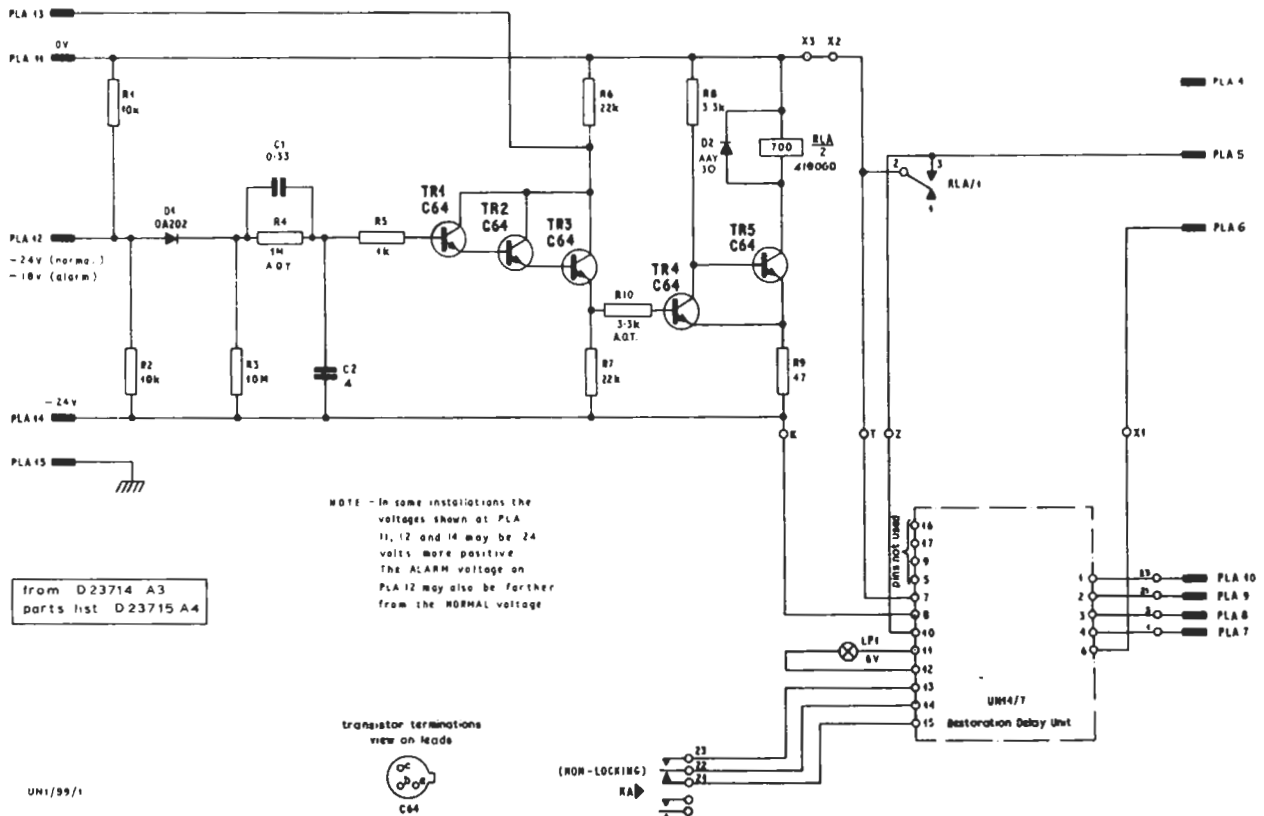 PLA 13
0V
PLA 11
X3 X2
R1
10k
R6
22k
R8
3.3k
PLA 4
D2
AAY
30
700
RLA
2
4190GD
PLA 5
2
3
RLA/1
1
C1
0·33
D1
OA202
R4
1M
A.O.T
R5
1k
TR1
C64
TR2
C64
TR3
C64
TR5
C64
TR4
C64
PLA 12
-24V (normal.)
-18V (alarm)
PLA 6
R10
3·3k
A.O.T.
R2
10k
R3
10M
C2
4
R7
22k
R9
47
-24V
PLA 14
K
T
Z
X1
PLA 15
NOTE - In some installations the
voltages shown at PLA
11, 12 and 14 may be 24
volts more positive
The ALARM voltage on
PLA 12 may also be farther
from the NORMAL voltage
from D23714 A3
parts list D23715 A4
pins not used
16
17
9
5
7
8
10
11
12
13
14
15
1
2
3
4
6
21
1
PLA 10
PLA 9
PLA 8
PLA 7
LP1
6V
UN14/7
Restoration Delay Unit
transistor terminations
view on leads
c
b
e
C64
(NON-LOCKING)
KA
23
22
21
UN1/99/1